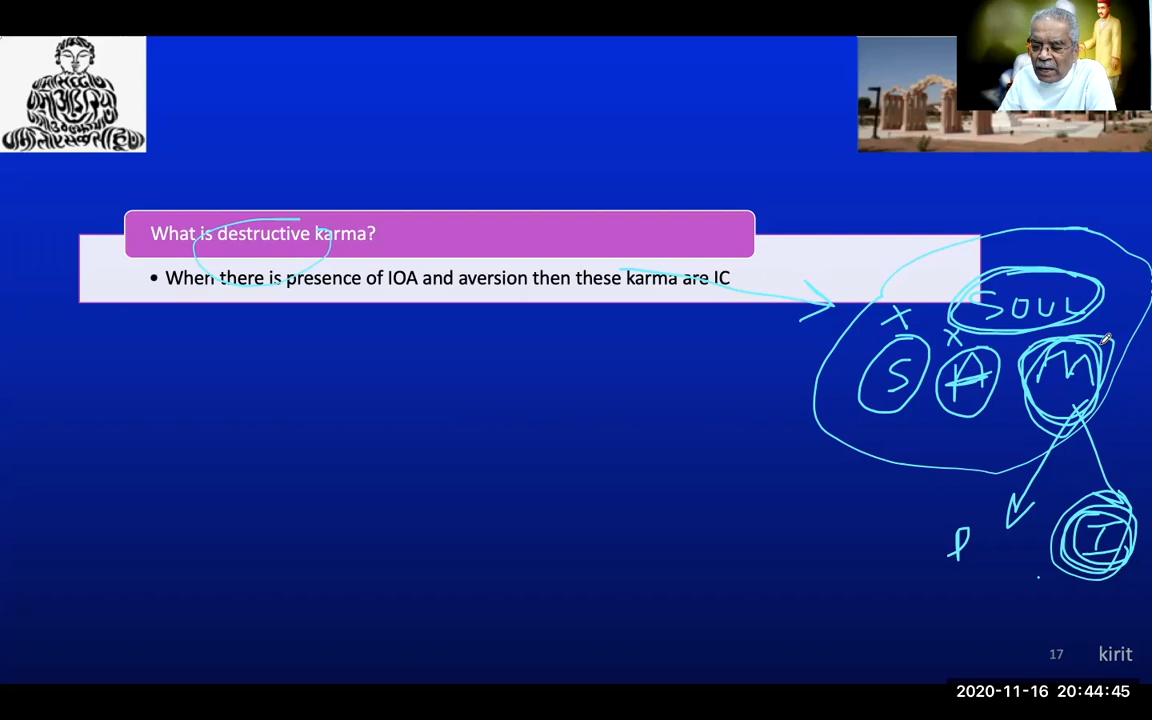 What is destructive karma?
• When there is presence of IOA and aversion then these karma are IC
SOUL
S A M
P I
17 kirit
2020-11-16 20:44:45